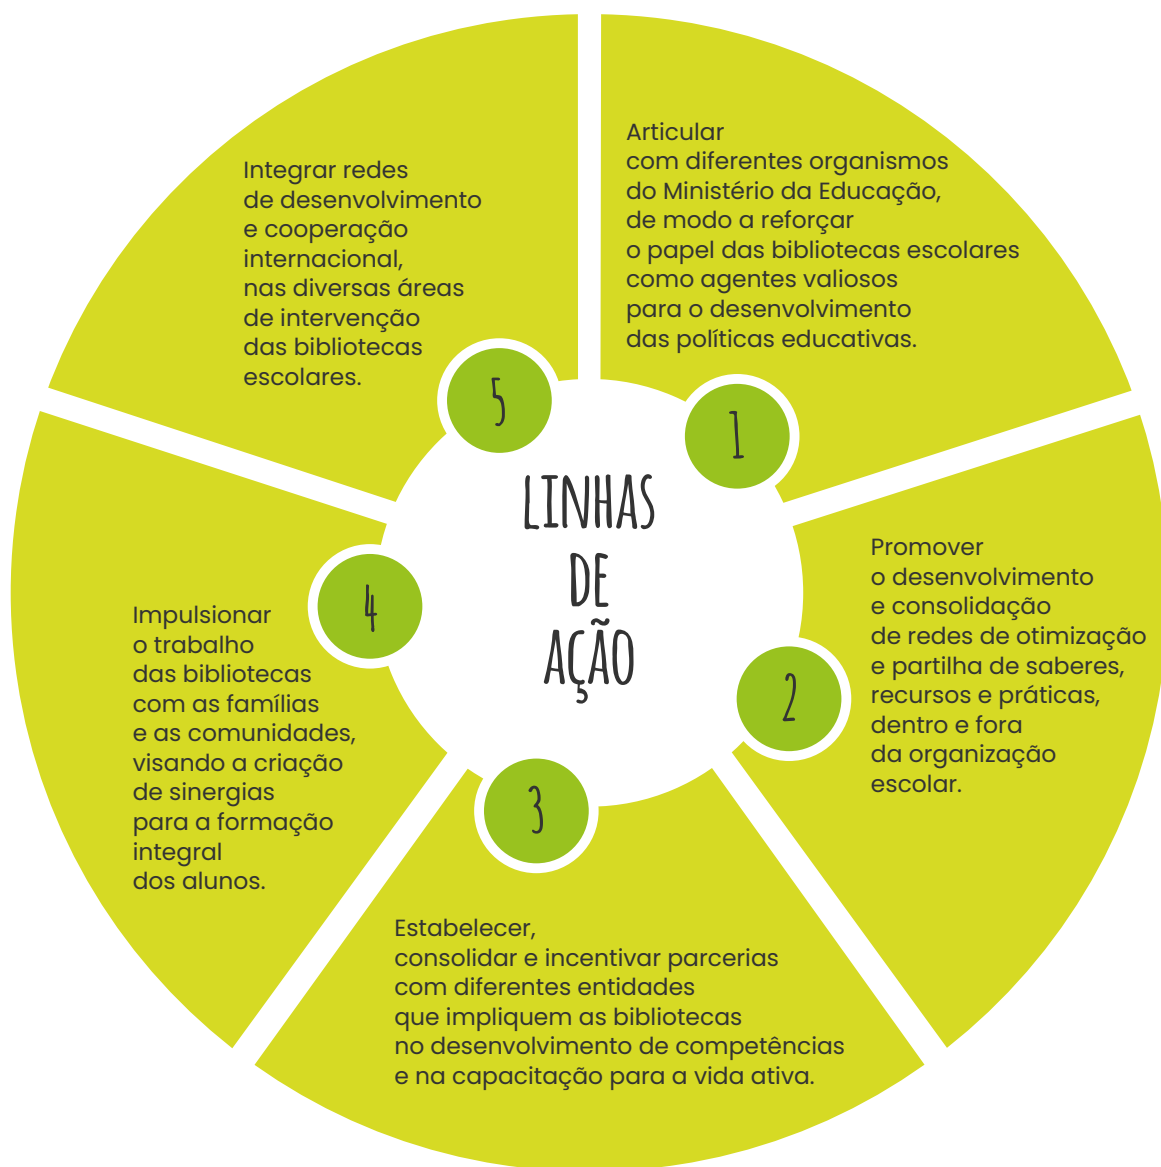 LINHAS
DE
AÇÃO
1
Articular
com diferentes organismos
do Ministério da Educação,
de modo a reforçar
o papel das bibliotecas escolares
como agentes valiosos
para o desenvolvimento
das políticas educativas.
2
Promover
o desenvolvimento
e consolidação
de redes de otimização
e partilha de saberes,
recursos e práticas,
dentro e fora
da organização
escolar.
3
Estabelecer,
consolidar e incentivar parcerias
com diferentes entidades
que impliquem as bibliotecas
no desenvolvimento de competências
e na capacitação para a vida ativa.
4
Impulsionar
o trabalho
das bibliotecas
com as famílias
e as comunidades,
visando a criação
de sinergias
para a formação
integral
dos alunos.
5
Integrar redes
de desenvolvimento
e cooperação
internacional,
nas diversas áreas
de intervenção
das bibliotecas
escolares.